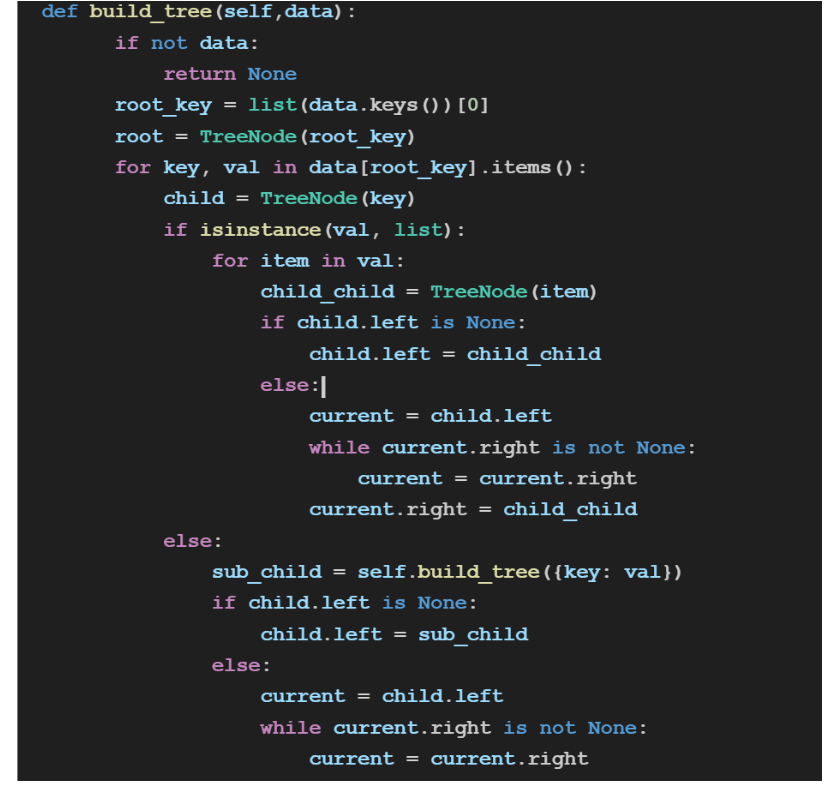 def build_tree(self,data):
if not data:
return None
root_key = list(data.keys())[0]
root = TreeNode(root_key)
for key, val in data[root_key].items():
child = TreeNode(key)
if isinstance(val, list):
for item in val:
child_child = TreeNode(item)
if child.left is None:
child.left = child_child
else:
current = child.left
while current.right is not None:
current = current.right
current.right = child_child
else:
sub_child = self.build_tree({key: val})
if child.left is None:
child.left = sub_child
else:
current = child.left
while current.right is not None:
current = current.right